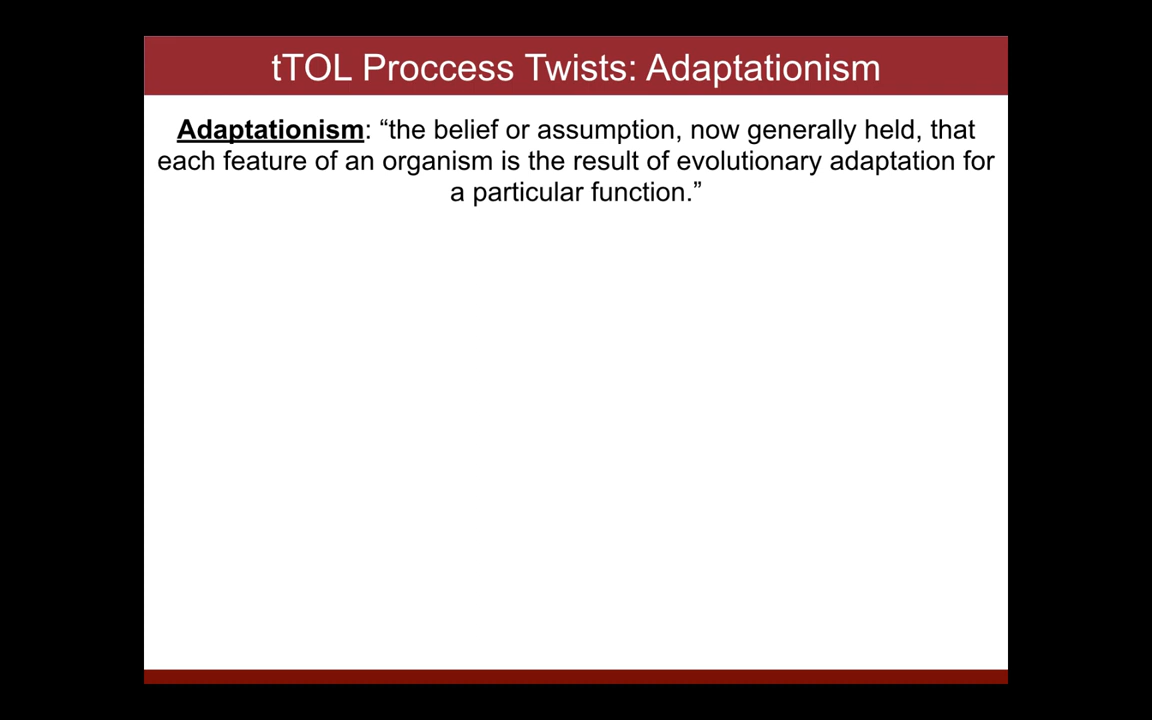 tTOL Proccess Twists: Adaptationism
Adaptationism: “the belief or assumption, now generally held, that
each feature of an organism is the result of evolutionary adaptation for
a particular function.”